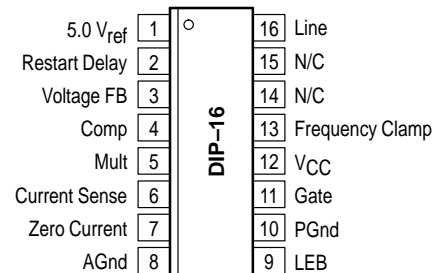 5.0 Vref 1 16 Line
Restart Delay 2 15 N/C
Voltage FB 3 14 N/C
Comp 4 13 Frequency Clamp
Mult 5 12 VCC
Current Sense 6 11 Gate
Zero Current 7 10 PGnd
AGnd 8 9 LEB
DIP–16